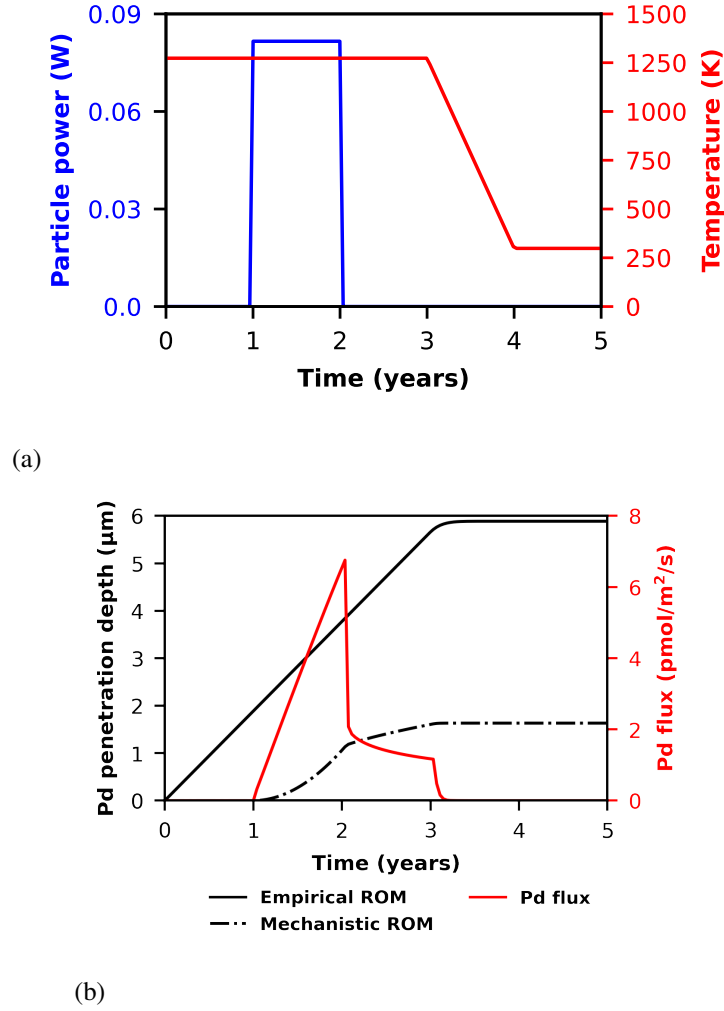 0.09
0.06
0.03
0.0
Particle power (W)
1500
1250
1000
750
500
250
0
Temperature (K)
0 1 2 3 4 5
Time (years)
(a)
6
5
4
3
2
1
0
Pd penetration depth (μm)
8
6
4
2
0
Pd flux (pmol/m²/s)
0 1 2 3 4 5
Time (years)
Empirical ROM
Pd flux
Mechanistic ROM
(b)